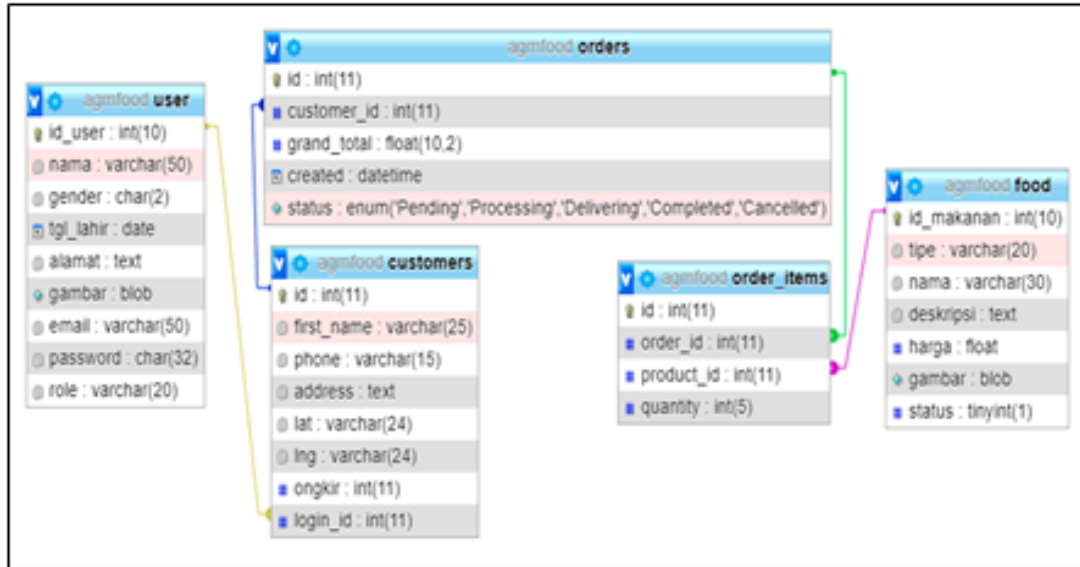 agmfood user
id_user : int(10)
nama : varchar(50)
gender : char(2)
tgl_lahir : date
alamat : text
gambar : blob
email : varchar(50)
password : char(32)
role : varchar(20)
agmfood orders
id : int(11)
customer_id : int(11)
grand_total : float(10,2)
created : datetime
status : enum('Pending','Processing','Delivering','Completed','Cancelled')
agmfood customers
id : int(11)
first_name : varchar(25)
phone : varchar(15)
address : text
lat : varchar(24)
lng : varchar(24)
ongkir : int(11)
login_id : int(11)
agmfood order_items
id : int(11)
order_id : int(11)
product_id : int(11)
quantity : int(5)
agmfood food
id_makanan : int(10)
tipe : varchar(20)
nama : varchar(30)
deskripsi : text
harga : float
gambar : blob
status : tinyint(1)